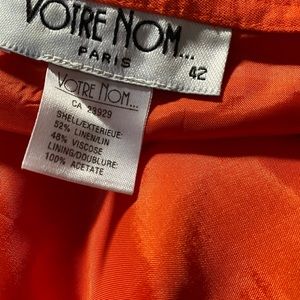 VOTRE NOM...
PARIS
42
VOTRE NOM...
CA 23929
SHELL/EXTERIEUR:
52% LINEN/LIN
48% VISCOSE
LINING/DOUBLURE:
100% ACETATE